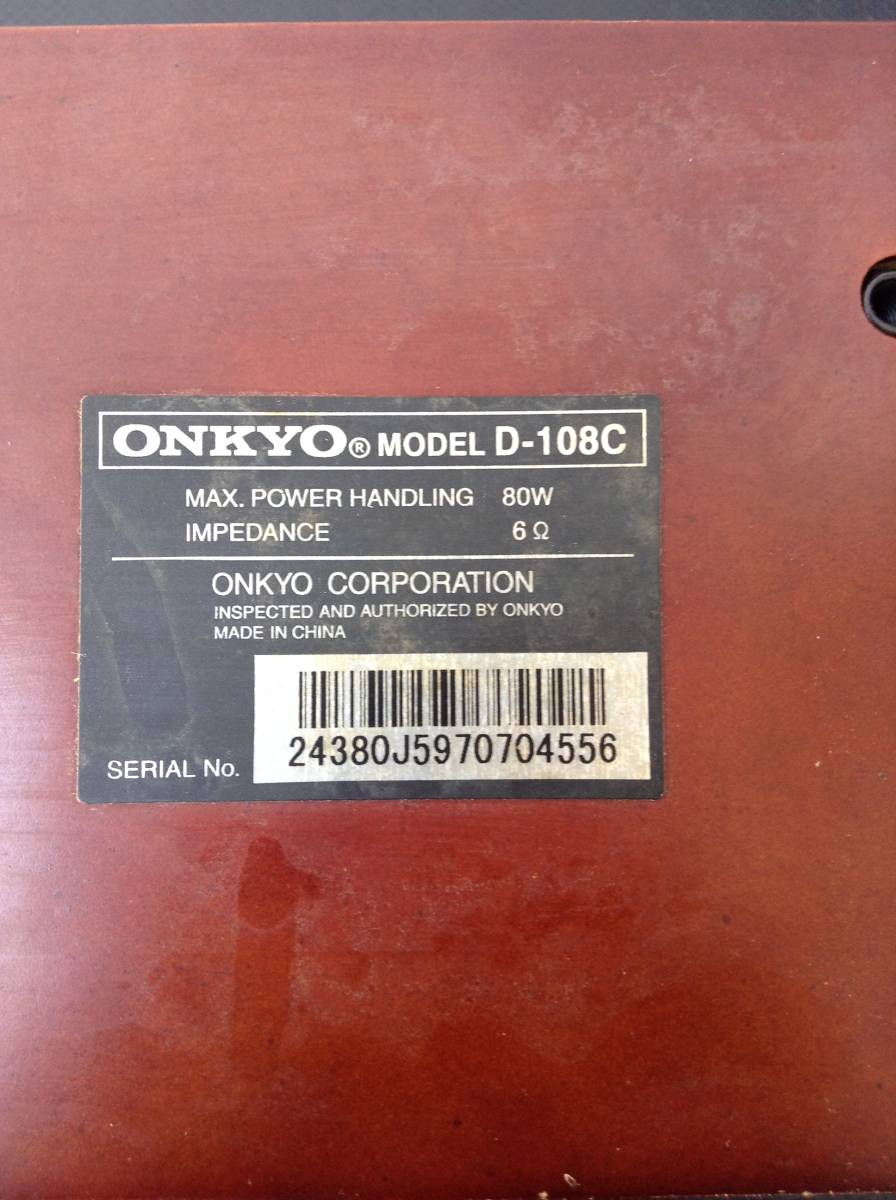 ONKYO® MODEL D-108C
MAX. POWER HANDLING 80W
IMPEDANCE 6 Ω
ONKYO CORPORATION
INSPECTED AND AUTHORIZED BY ONKYO
MADE IN CHINA
24380J5970704556
SERIAL No.